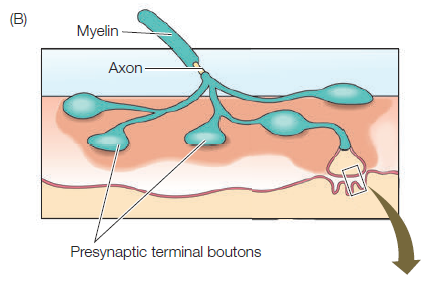 (B)
Myelin
Axon
Presynaptic terminal boutons